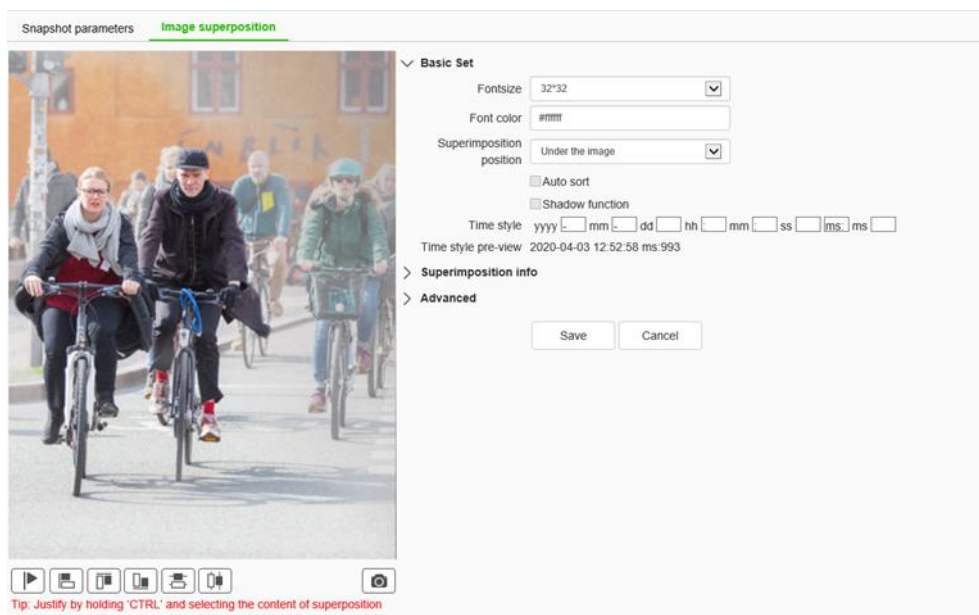 Snapshot parameters Image superposition
Basic Set
Fontsize 32*32
Font color #ffffff
Superimposition position Under the image
Auto sort
Shadow function
Time style yyyy - mm - dd hh : mm : ss ms: ms
Time style pre-view 2020-04-03 12:52:58 ms:993
Superimposition info
Advanced
Save Cancel
Tip: Justify by holding 'CTRL' and selecting the content of superposition